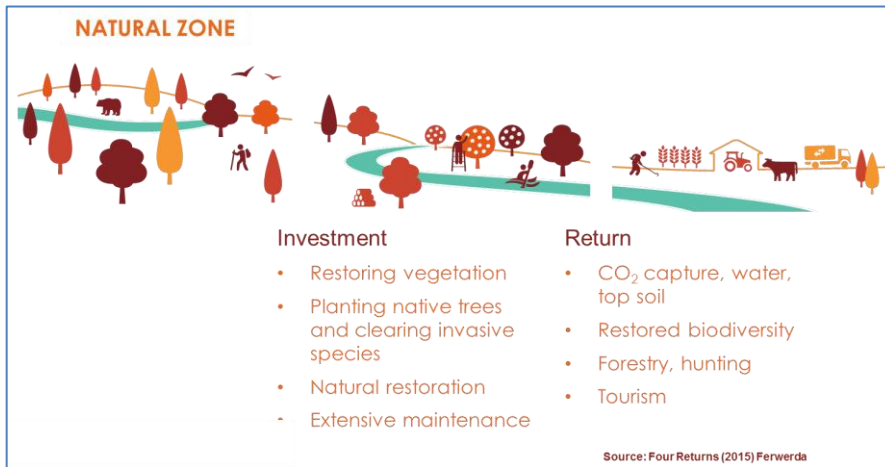 NATURAL ZONE
Investment
• Restoring vegetation
• Planting native trees
and clearing invasive
species
• Natural restoration
- Extensive maintenance
Return
• CO₂ capture, water,
top soil
• Restored biodiversity
• Forestry, hunting
• Tourism
Source: Four Returns (2015) Ferwerda